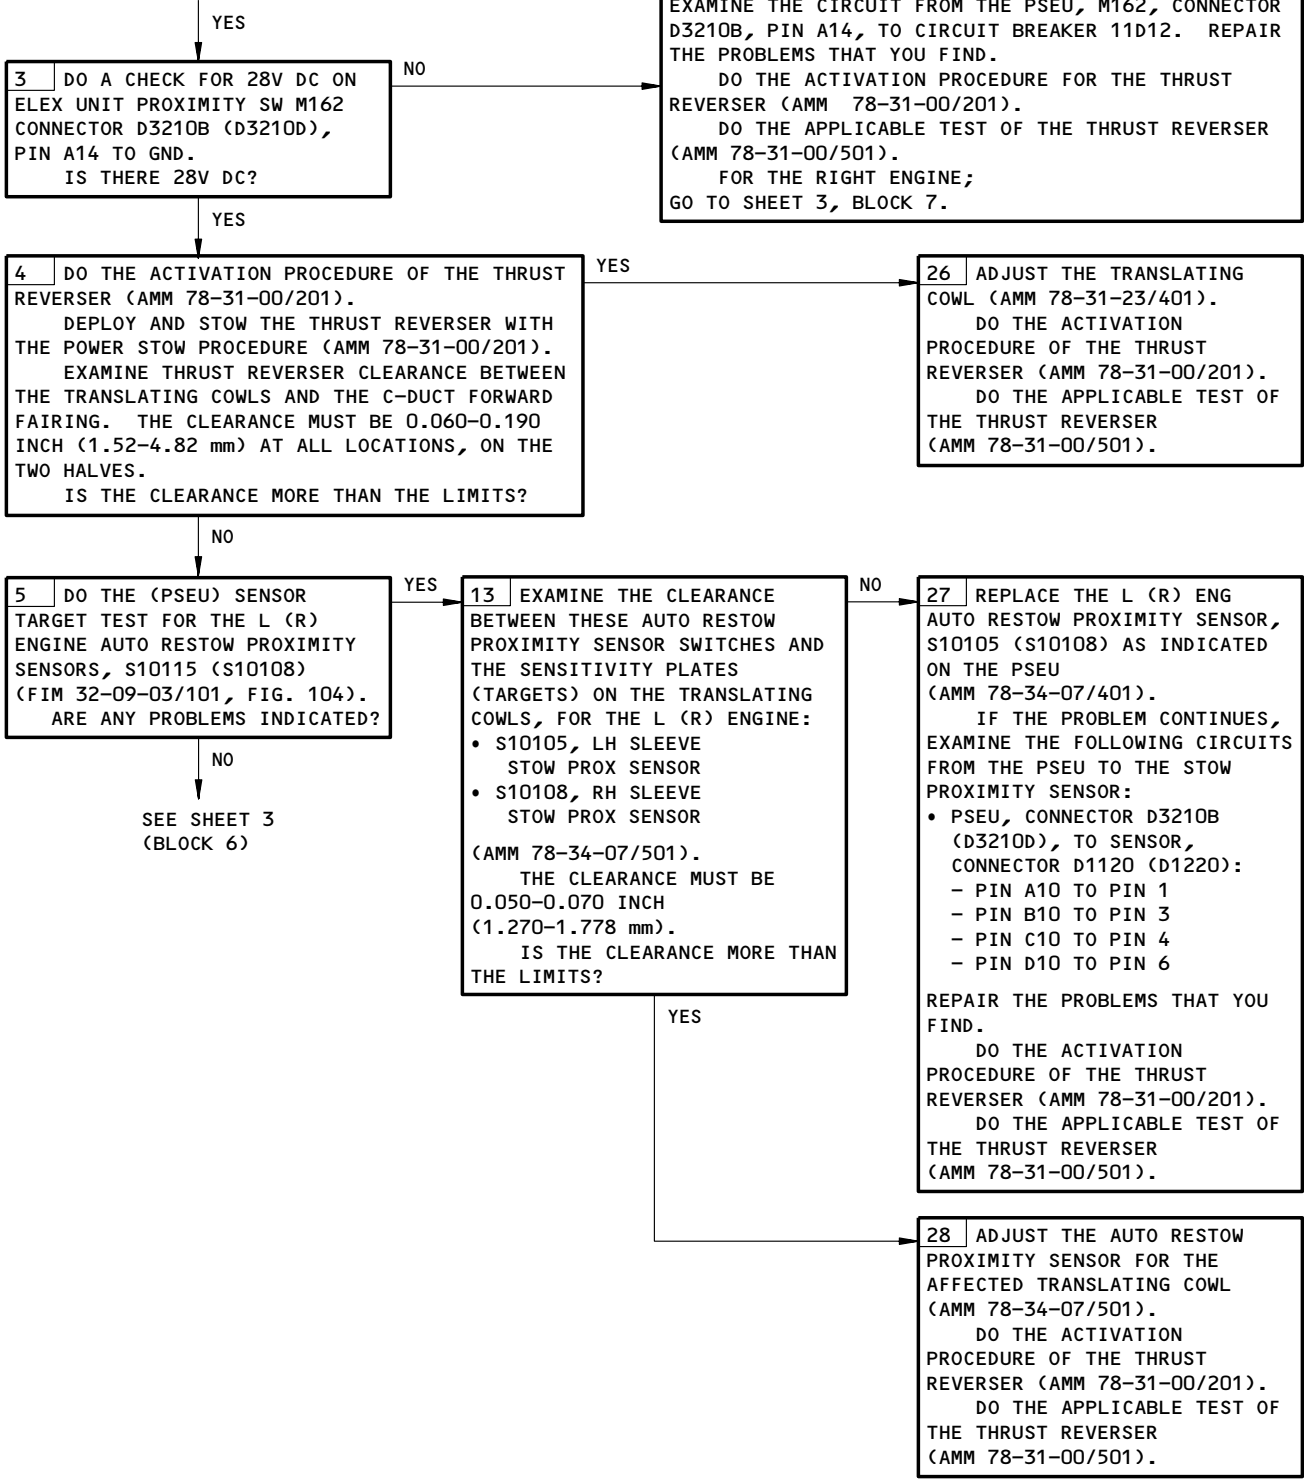 YES
EXAMINE THE CIRCUIT FROM THE PSEU, M162, CONNECTOR
D3210B, PIN A14, TO CIRCUIT BREAKER 11D12. REPAIR
THE PROBLEMS THAT YOU FIND.
DO THE ACTIVATION PROCEDURE FOR THE THRUST
REVERSER (AMM 78-31-00/201).
DO THE APPLICABLE TEST OF THE THRUST REVERSER
(AMM 78-31-00/501).
FOR THE RIGHT ENGINE;
GO TO SHEET 3, BLOCK 7.
3 DO A CHECK FOR 28V DC ON
ELEX UNIT PROXIMITY SW M162
CONNECTOR D3210B (D3210D),
PIN A14 TO GND.
IS THERE 28V DC?
NO
YES
4 DO THE ACTIVATION PROCEDURE OF THE THRUST
REVERSER (AMM 78-31-00/201).
DEPLOY AND STOW THE THRUST REVERSER WITH
THE POWER STOW PROCEDURE (AMM 78-31-00/201).
EXAMINE THRUST REVERSER CLEARANCE BETWEEN
THE TRANSLATING COWLS AND THE C-DUCT FORWARD
FAIRING. THE CLEARANCE MUST BE 0.060-0.190
INCH (1.52-4.82 mm) AT ALL LOCATIONS, ON THE
TWO HALVES.
IS THE CLEARANCE MORE THAN THE LIMITS?
YES
26 ADJUST THE TRANSLATING
COWL (AMM 78-31-23/401).
DO THE ACTIVATION
PROCEDURE OF THE THRUST
REVERSER (AMM 78-31-00/201).
DO THE APPLICABLE TEST OF
THE THRUST REVERSER
(AMM 78-31-00/501).
NO
5 DO THE (PSEU) SENSOR
TARGET TEST FOR THE L (R)
ENGINE AUTO RESTOW PROXIMITY
SENSORS, S10115 (S10108)
(FIM 32-09-03/101, FIG. 104).
ARE ANY PROBLEMS INDICATED?
YES
NO
SEE SHEET 3
(BLOCK 6)
13 EXAMINE THE CLEARANCE
BETWEEN THESE AUTO RESTOW
PROXIMITY SENSOR SWITCHES AND
THE SENSITIVITY PLATES
(TARGETS) ON THE TRANSLATING
COWLS, FOR THE L (R) ENGINE:
• S10105, LH SLEEVE
STOW PROX SENSOR
• S10108, RH SLEEVE
STOW PROX SENSOR
(AMM 78-34-07/501).
THE CLEARANCE MUST BE
0.050-0.070 INCH
(1.270-1.778 mm).
IS THE CLEARANCE MORE THAN
THE LIMITS?
NO
YES
27 REPLACE THE L (R) ENG
AUTO RESTOW PROXIMITY SENSOR,
S10105 (S10108) AS INDICATED
ON THE PSEU
(AMM 78-34-07/401).
IF THE PROBLEM CONTINUES,
EXAMINE THE FOLLOWING CIRCUITS
FROM THE PSEU TO THE STOW
PROXIMITY SENSOR:
• PSEU, CONNECTOR D3210B
(D3210D), TO SENSOR,
CONNECTOR D1120 (D1220):
- PIN A10 TO PIN 1
- PIN B10 TO PIN 3
- PIN C10 TO PIN 4
- PIN D10 TO PIN 6
REPAIR THE PROBLEMS THAT YOU
FIND.
DO THE ACTIVATION
PROCEDURE OF THE THRUST
REVERSER (AMM 78-31-00/201).
DO THE APPLICABLE TEST OF
THE THRUST REVERSER
(AMM 78-31-00/501).
28 ADJUST THE AUTO RESTOW
PROXIMITY SENSOR FOR THE
AFFECTED TRANSLATING COWL
(AMM 78-34-07/501).
DO THE ACTIVATION
PROCEDURE OF THE THRUST
REVERSER (AMM 78-31-00/201).
DO THE APPLICABLE TEST OF
THE THRUST REVERSER
(AMM 78-31-00/501).